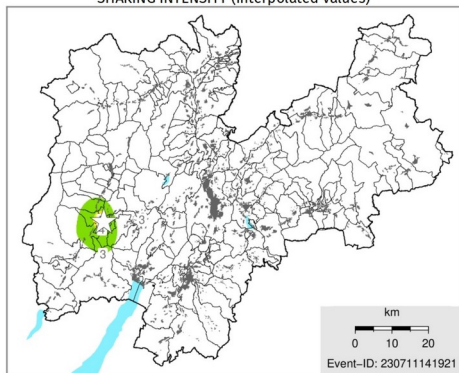 SHAKING INTENSITY (interpolated values)
3
3
km
0 10 20
Event-ID: 230711141921